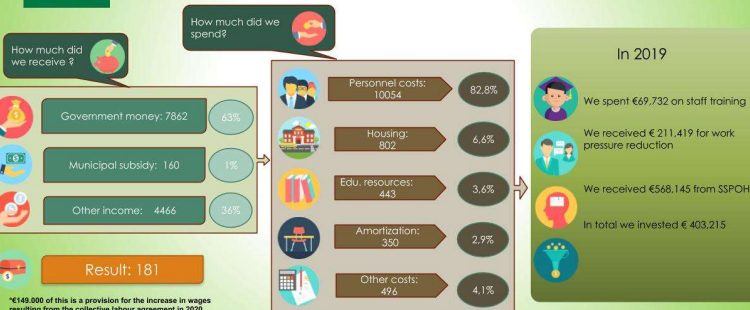 How much did
we receive ?
Government money: 7862
63%
Municipal subsidy: 160
1%
Other income: 4466
36%
Result: 181
*€149.000 of this is a provision for the increase in wages
resulting from the collective labour agreement in 2020
How much did we
spend?
Personnel costs:
10054
82,8%
Housing:
802
6,6%
Edu. resources:
443
3,6%
Amortization:
350
2,9%
Other costs:
496
4,1%
In 2019
We spent €69,732 on staff training
We received € 211,419 for work
pressure reduction
We received €568,145 from SSPOH
In total we invested € 403,215